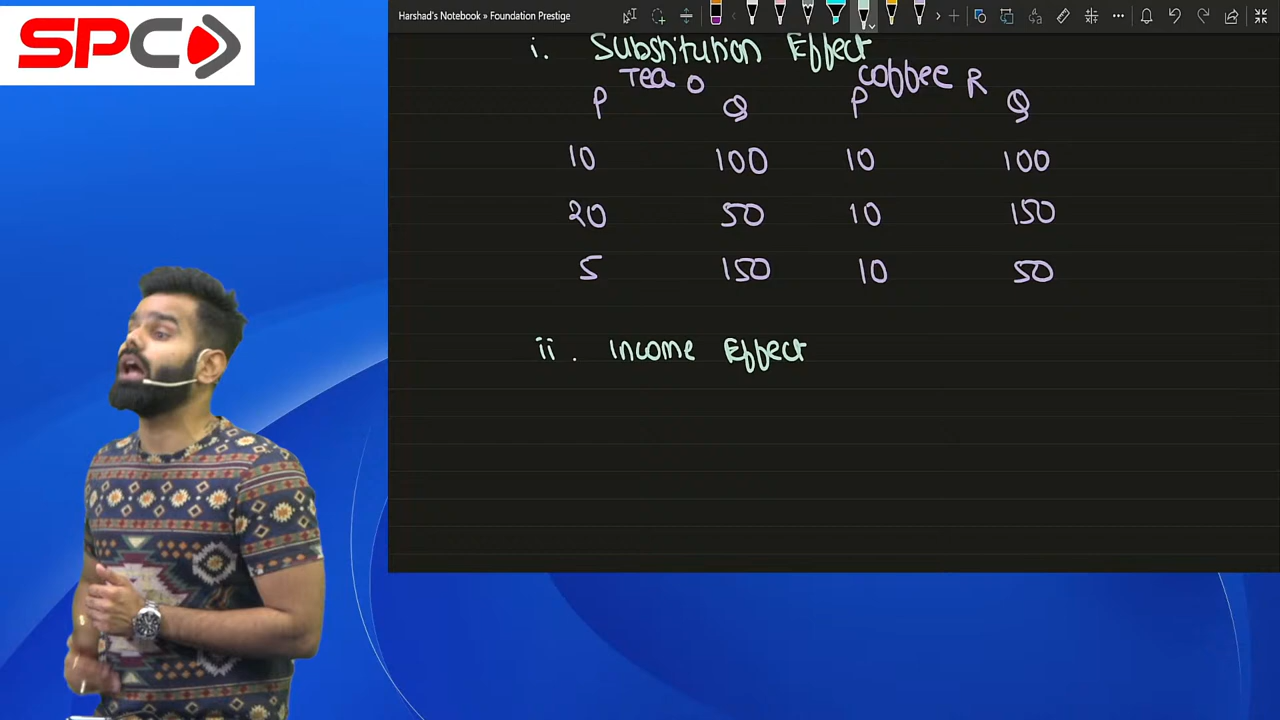 SPC
Harshad's Notebook » Foundation Prestige
i. Substitution Effect
Tea O Coffee R
P Q P Q
10 100 10 100
20 50 10 150
5 150 10 50
ii. Income Effect